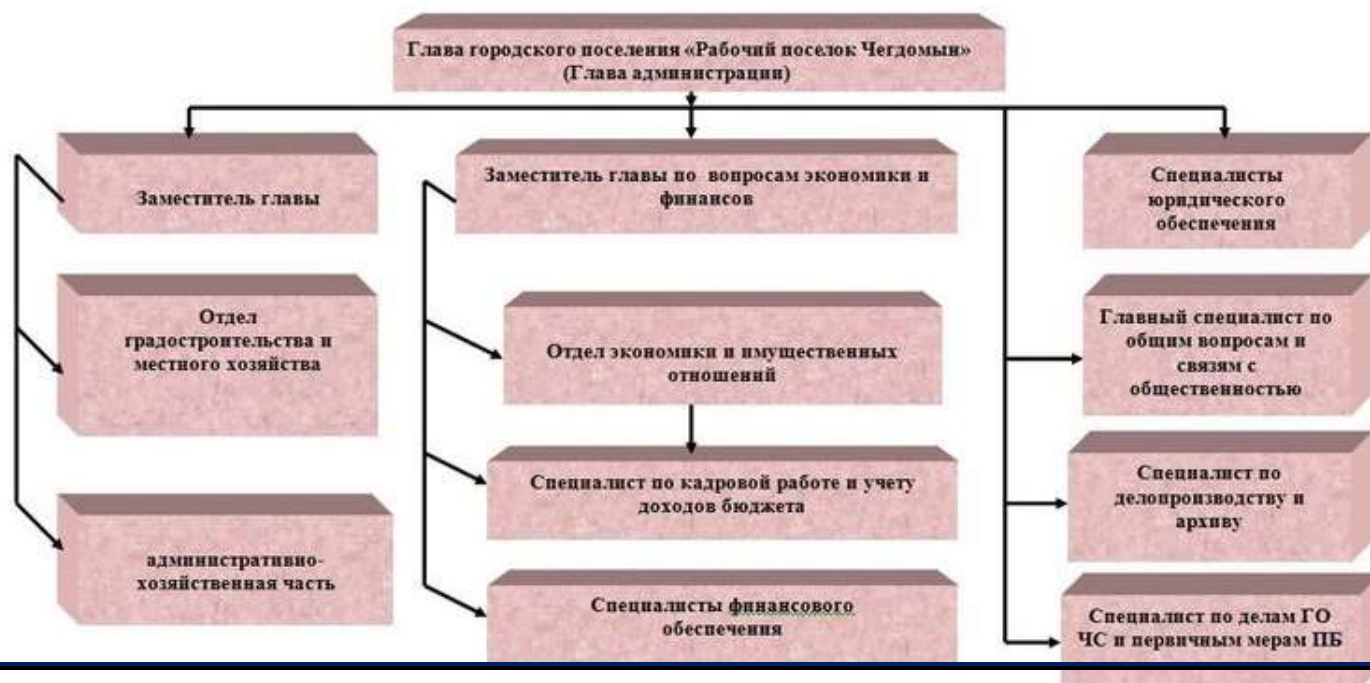 Глава городского поселения «Рабочий поселок Чегдомын»
(Глава администрации)
Заместитель главы
Заместитель главы по вопросам экономики и
финансов
Специалисты
юридического
обеспечения
Отдел
градостроительства и
местного хозяйства
Отдел экономики и имущественных
отношений
Главный специалист по
общим вопросам и
связям с
общественностью
Специалист по кадровой работе и учету
доходов бюджета
Специалист по
делопроизводству и
архиву
административно-
хозяйственная часть
Специалисты финансового
обеспечения
Специалист по делам ГО
ЧС и первичным мерам ПБ